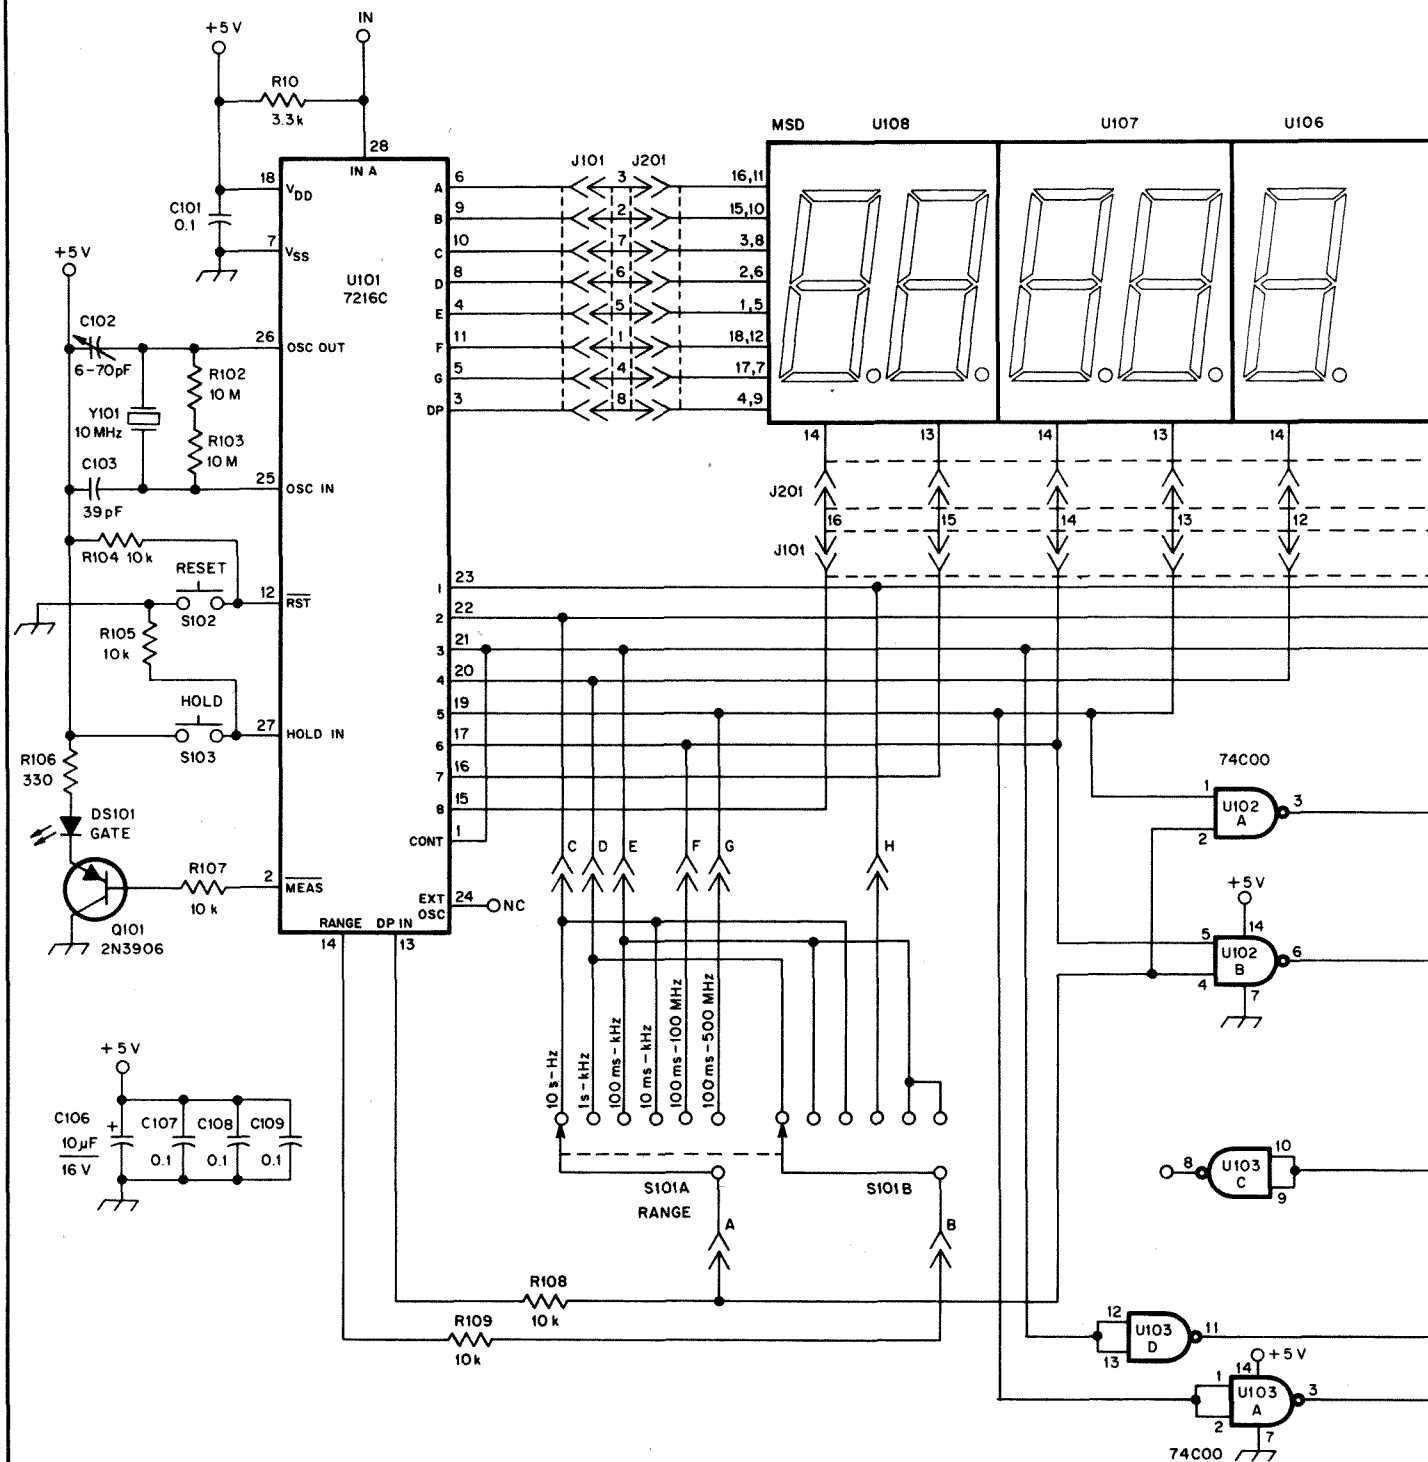 +5V
IN
R10
3.3k
28
IN A
18
VDD
C101
0.1
7
VSS
U101
7216C
A
6
B
9
C
10
D
8
E
4
F
11
G
5
DP
3
J101
J201
3
2
7
6
5
1
4
8
16,11
15,10
3,8
2,6
1,5
18,12
17,7
4,9
MSD
U108
U107
U106
14
13
14
13
14
J201
16
15
14
13
12
J101
+5V
C102
6-70pF
26
OSC OUT
R102
10 M
Y101
10MHz
R103
10M
C103
39pF
25
OSC IN
R104 10k
RESET
12
RST
S102
R105
10k
HOLD
27
HOLD IN
S103
R106
330
DS101
GATE
R107
10k
2
MEAS
Q101
2N3906
1
23
2
22
3
21
4
20
5
19
6
17
7
16
8
15
CONT
1
EXT
OSC
24
NC
RANGE
DP IN
14
13
C
D
E
F
G
H
10 s-Hz
1s-kHz
100 ms-kHz
10 ms-kHz
100 ms-100 MHz
100 ms-500 MHz
S101A
RANGE
S101B
A
B
R108
10k
R109
10k
+5V
C106
+
10µF
16V
C107
0.1
C108
0.1
C109
0.1
74C00
1
2
U102
A
3
+5V
14
5
4
U102
B
6
7
8
U103
C
10
9
12
13
U103
D
11
+5V
14
1
2
U103
A
3
7
74C00